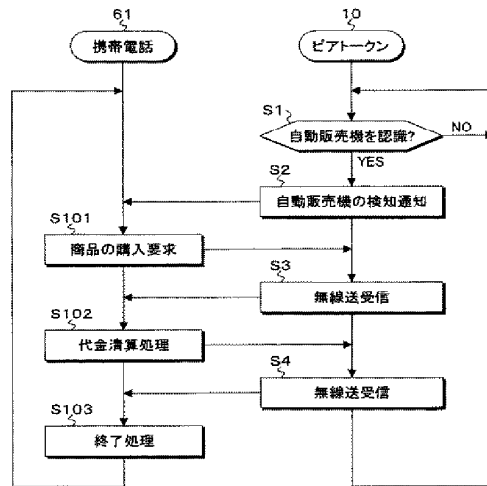 61
携帯電話
10
ピアトークン
S1
自動販売機を認識?
NO
YES
S2
自動販売機の検知通知
S101
商品の購入要求
S3
無線送受信
S102
代金清算処理
S4
無線送受信
S103
終了処理